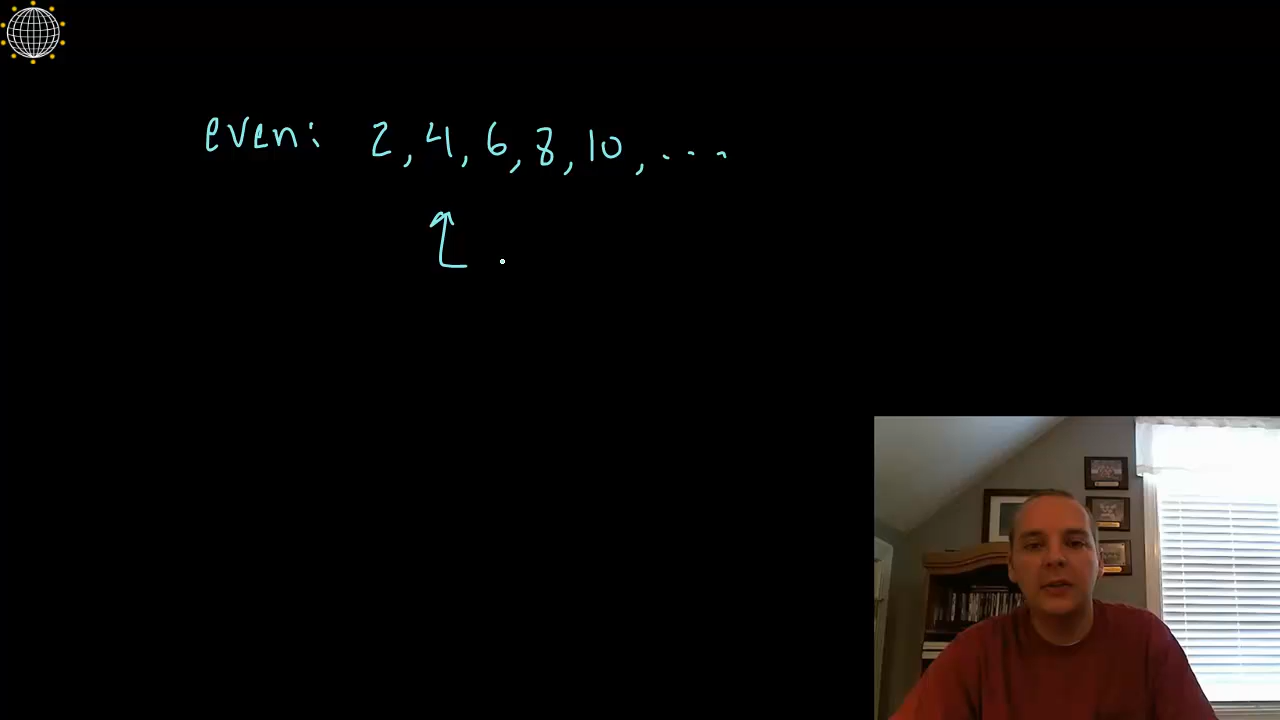 even: 2, 4, 6, 8, 10, ...